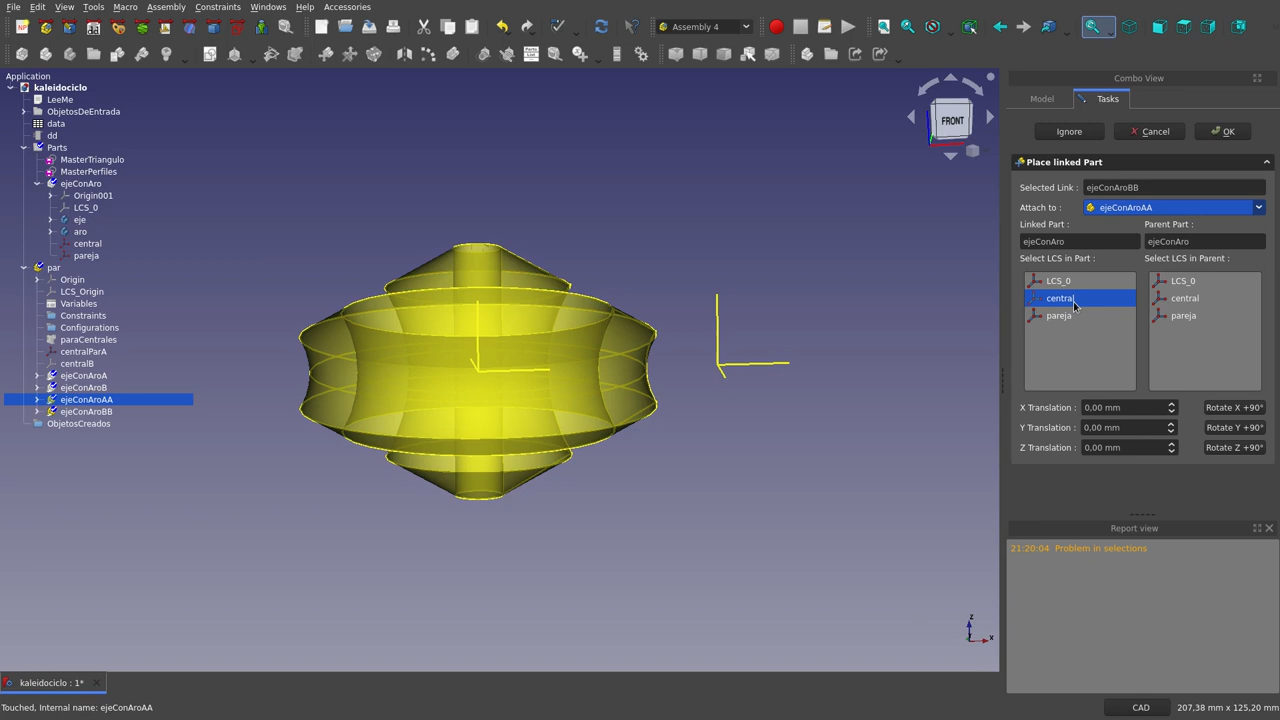 File Edit View Tools Macro Assembly Constraints Windows Help Accessories
Assembly 4
Application
kaleidociclo
LeeMe
ObjetosDeEntrada
data
dd
Parts
MasterTriangulo
MasterPerfiles
ejeConAro
Origin001
LCS_0
eje
aro
central
pareja
par
Origin
LCS_Origin
Variables
Constraints
Configurations
paraCentrales
centralParA
centralB
ejeConAroA
ejeConAroB
ejeConAroAA
ejeConAroBB
ObjetosCreados
FRONT
z
x
Combo View
Model Tasks
Ignore Cancel OK
Place linked Part
Selected Link : ejeConAroBB
Attach to : ejeConAroAA
Linked Part : Parent Part :
ejeConAro ejeConAro
Select LCS in Part : Select LCS in Parent :
LCS_0 LCS_0
central central
pareja pareja
X Translation : 0,00 mm Rotate X +90°
Y Translation : 0,00 mm Rotate Y +90°
Z Translation : 0,00 mm Rotate Z +90°
Report view
21:20:04 Problem in selections
kaleidociclo : 1*
Touched, Internal name: ejeConAroAA
CAD 207,38 mm x 125,20 mm